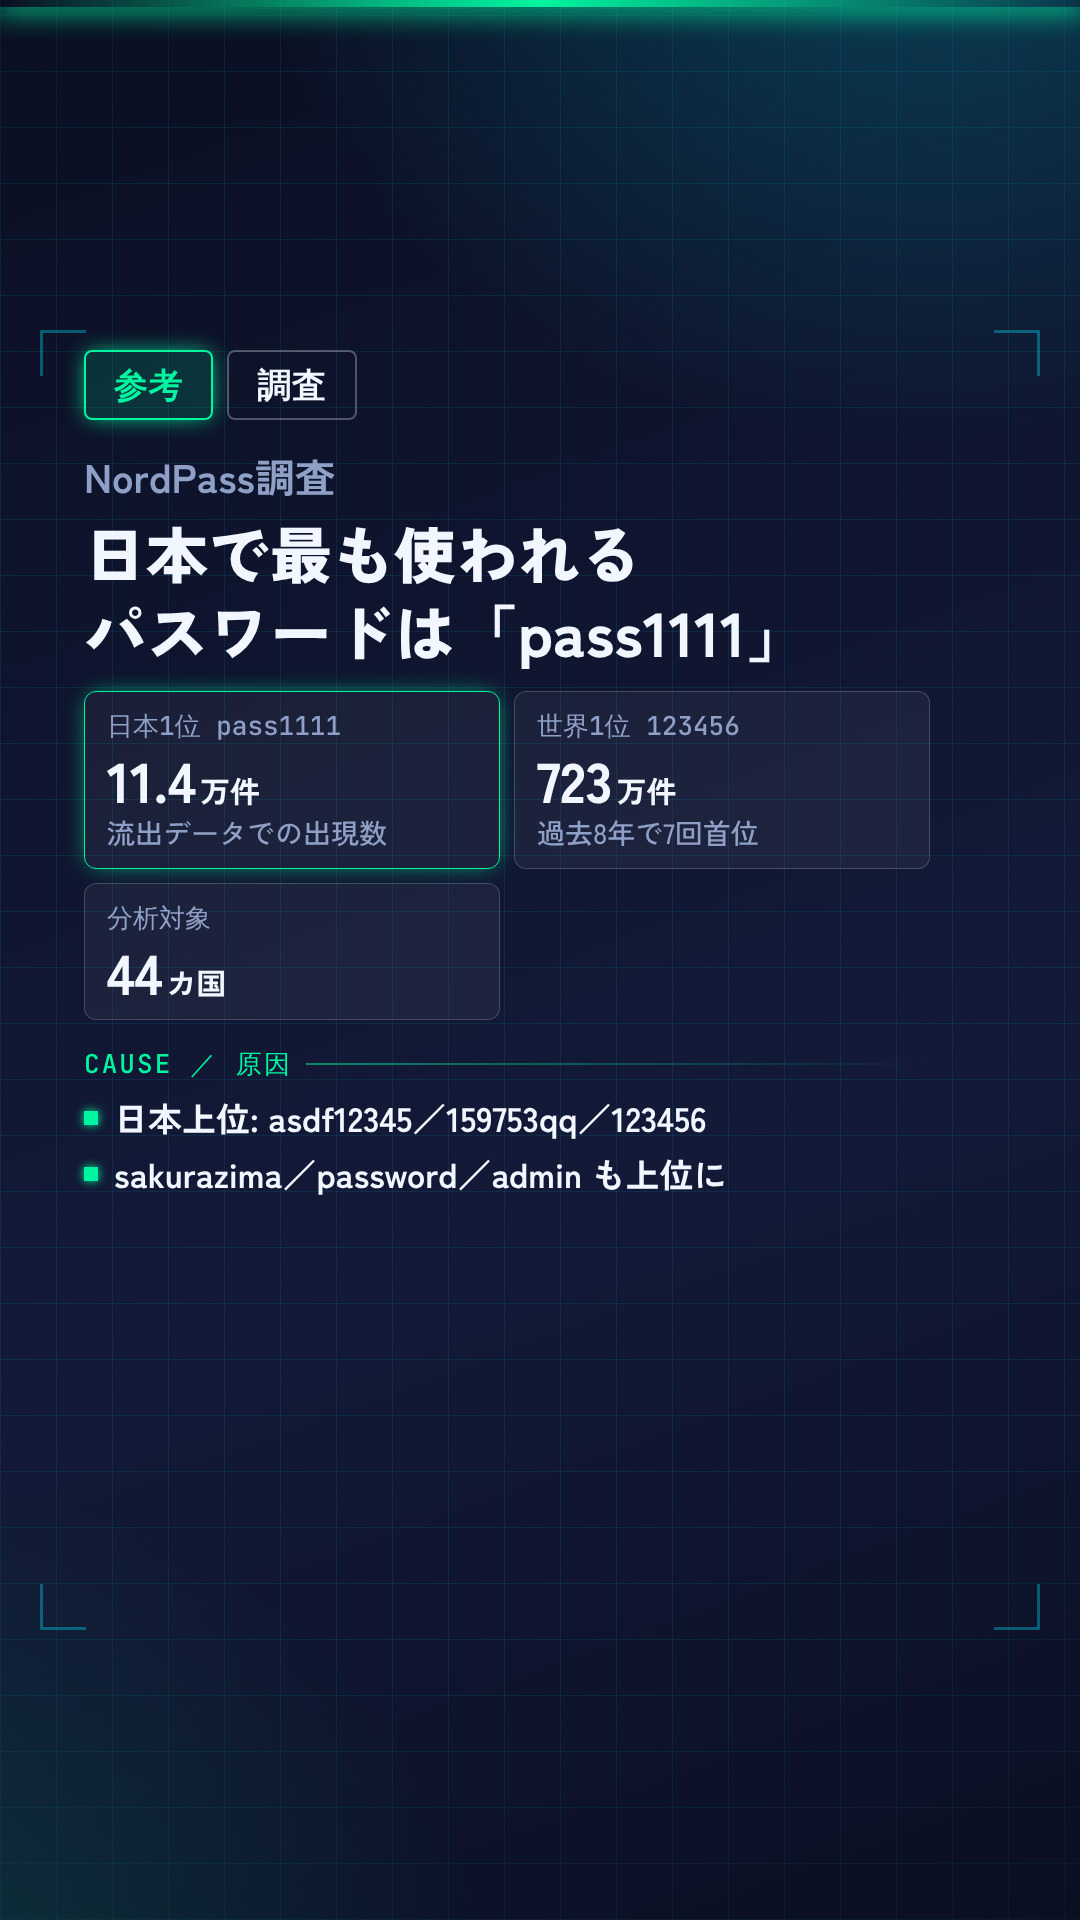 参考 調査
NordPass調査
日本で最も使われる
パスワードは「pass1111」
日本1位 pass1111
11.4万件
流出データでの出現数
世界1位 123456
723万件
過去8年で7回首位
分析対象
44カ国
CAUSE ／ 原因
日本上位: asdf12345／159753qq／123456
sakurazima／password／admin も上位に